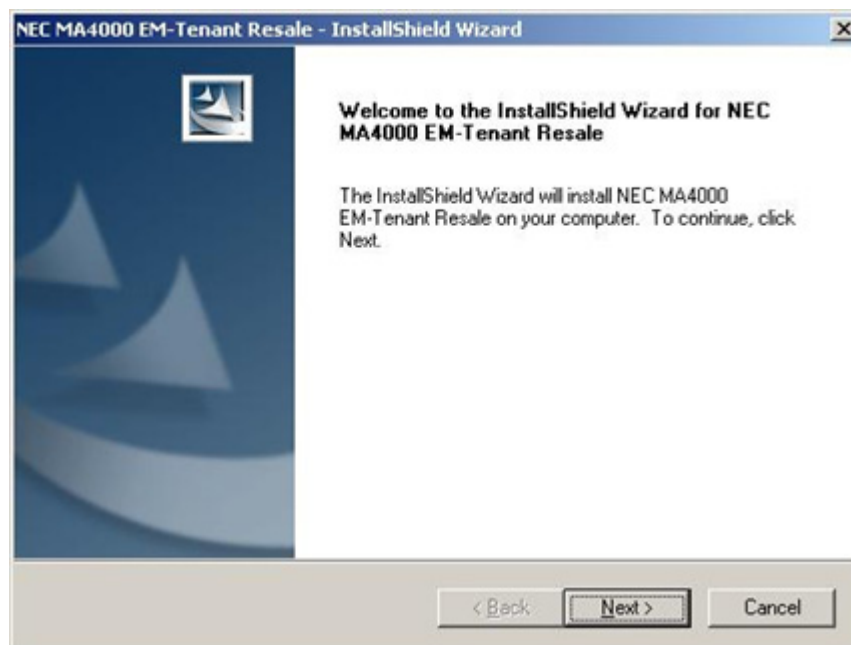 NEC MA4000 EM-Tenant Resale - InstallShield Wizard
Welcome to the InstallShield Wizard for NEC
MA4000 EM-Tenant Resale
The InstallShield Wizard will install NEC MA4000
EM-Tenant Resale on your computer. To continue, click
Next.
< Back
Next >
Cancel